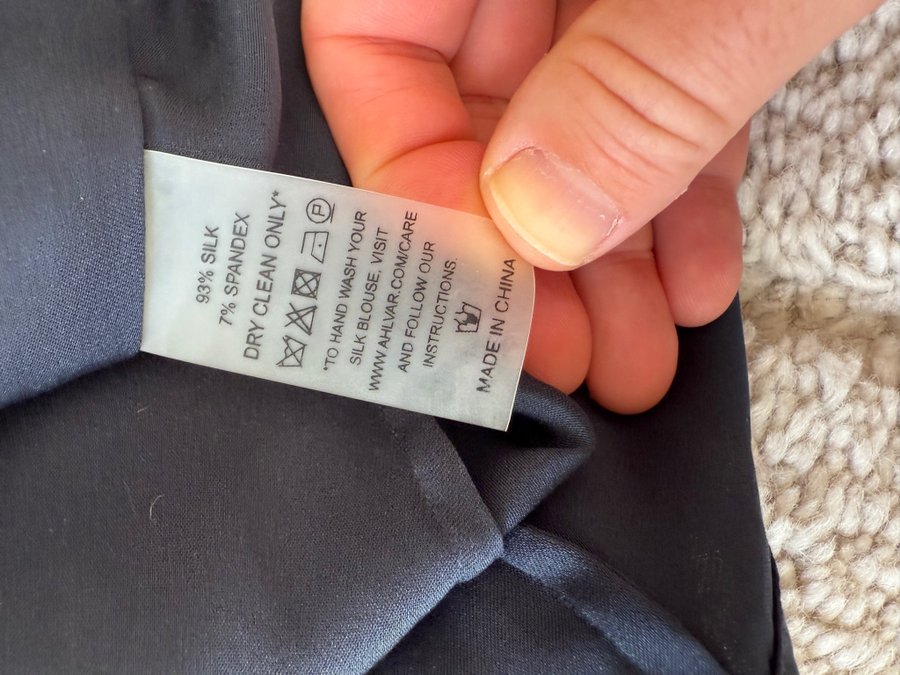 93% SILK
7% SPANDEX
DRY CLEAN ONLY*
P
*TO HAND WASH YOUR
SILK BLOUSE, VISIT
WWW.AHLVAR.COM/CARE
AND FOLLOW OUR
INSTRUCTIONS.
MADE IN CHINA